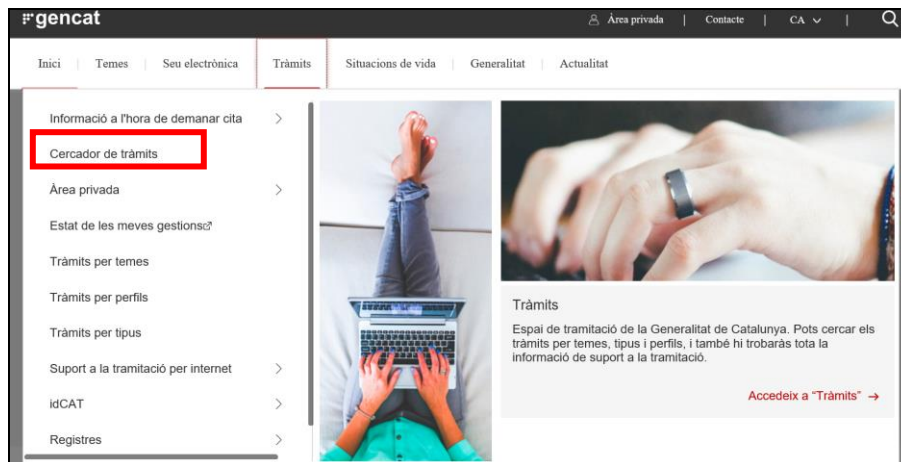 gencat
Àrea privada | Contacte | CA |
Inici | Temes | Seu electrònica Tràmits Situacions de vida | Generalitat | Actualitat
Informació a l'hora de demanar cita
Cercador de tràmits
Àrea privada
Estat de les meves gestions
Tràmits per temes
Tràmits per perfils
Tràmits per tipus
Suport a la tramitació per internet
idCAT
Registres
Tràmits
Espai de tramitació de la Generalitat de Catalunya. Pots cercar els
tràmits per temes, tipus i perfils, i també hi trobaràs tota la
informació de suport a la tramitació.
Accedeix a “Tràmits” →